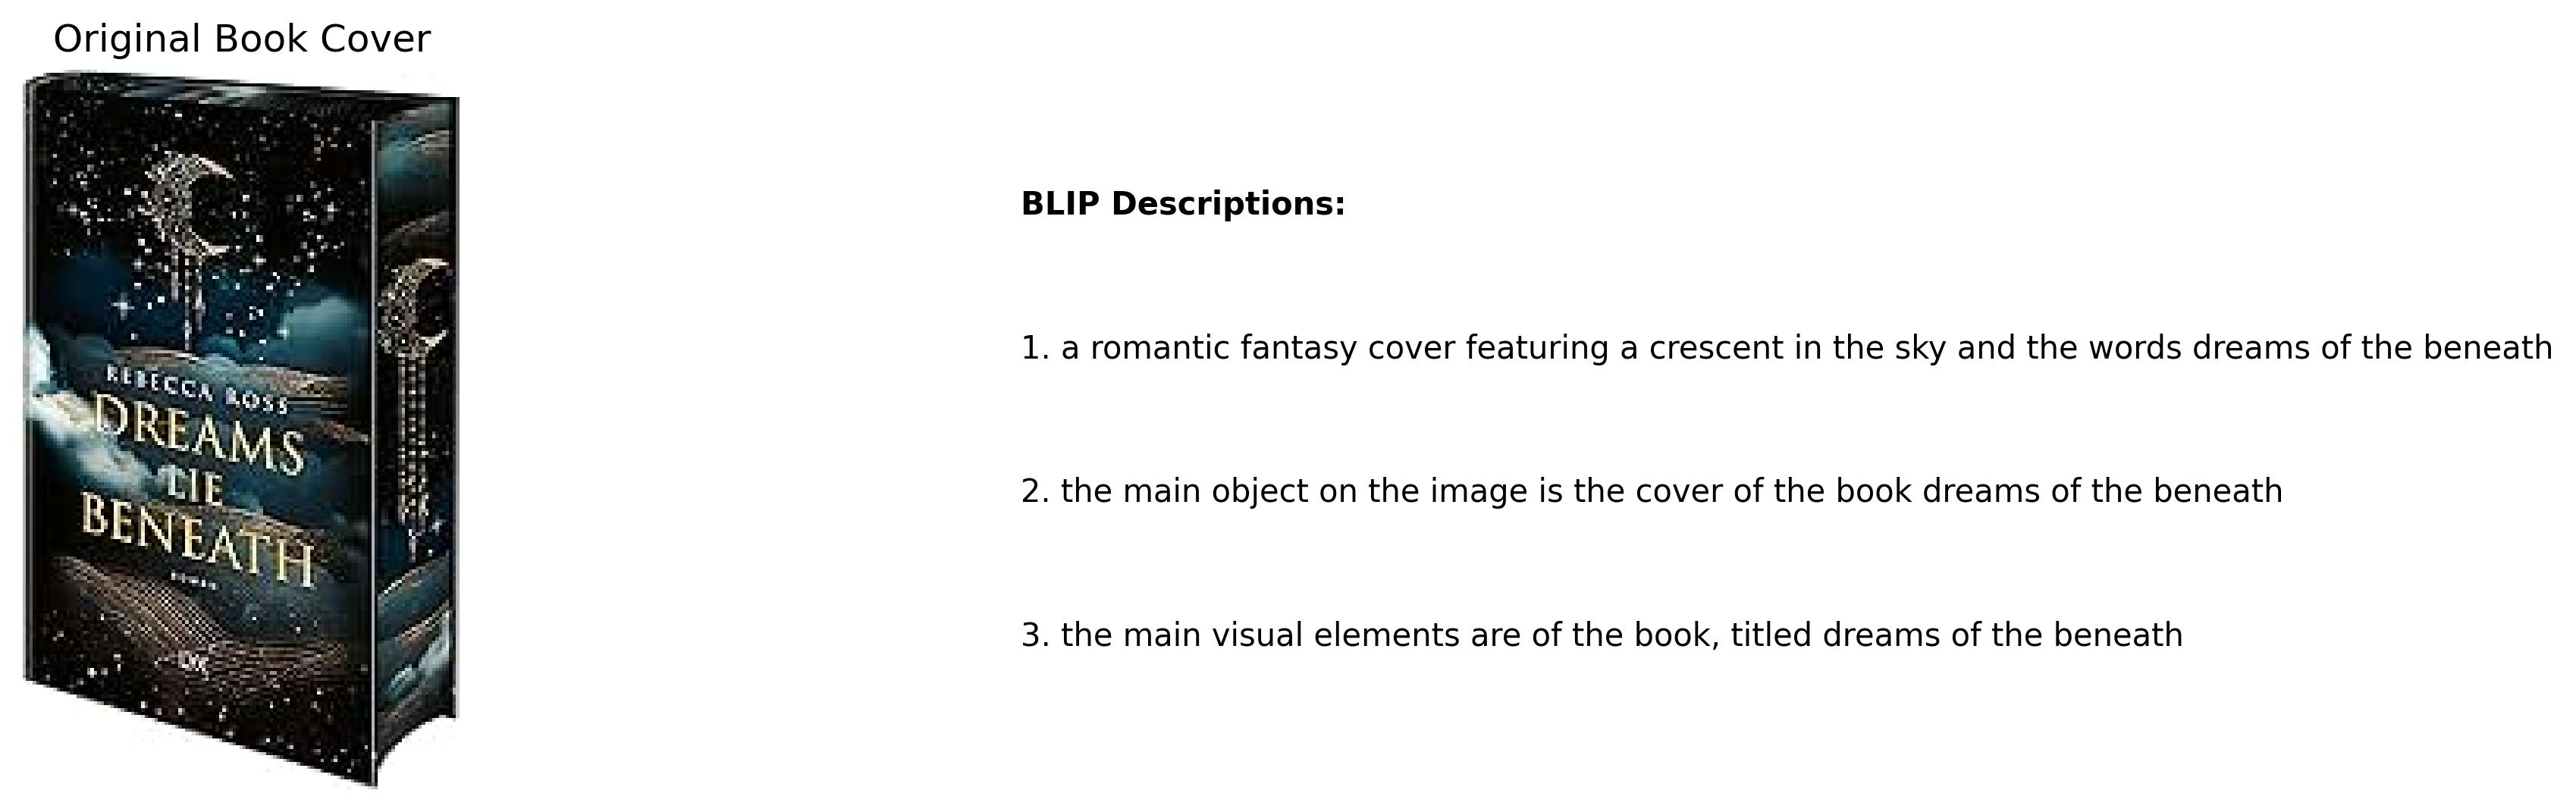 Original Book Cover
REBECCA ROSS
DREAMS
LIE
BENEATH
ROMAN
LYX
BLIP Descriptions:
1. a romantic fantasy cover featuring a crescent in the sky and the words dreams of the beneath
2. the main object on the image is the cover of the book dreams of the beneath
3. the main visual elements are of the book, titled dreams of the beneath